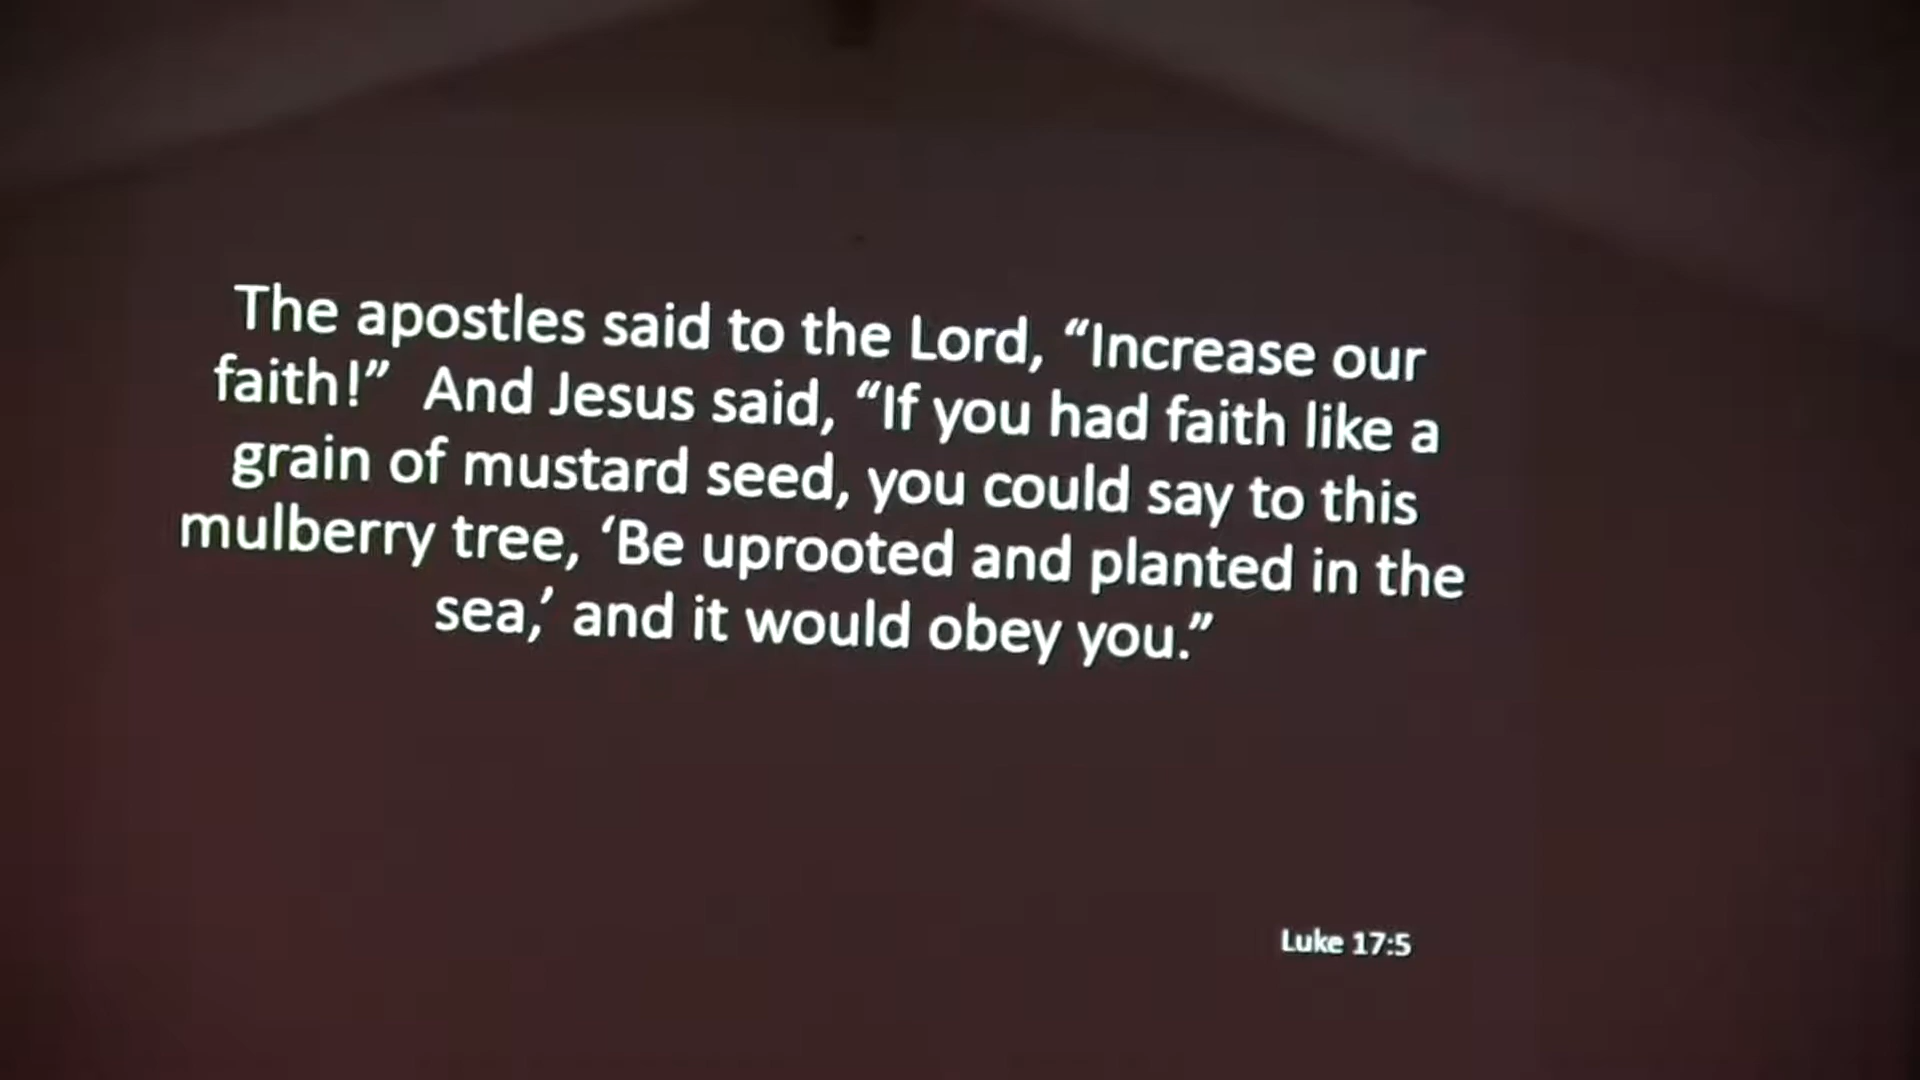 The apostles said to the Lord, “Increase our
faith!”  And Jesus said, “If you had faith like a
grain of mustard seed, you could say to this
mulberry tree, ‘Be uprooted and planted in the
sea,’ and it would obey you.”
Luke 17:5